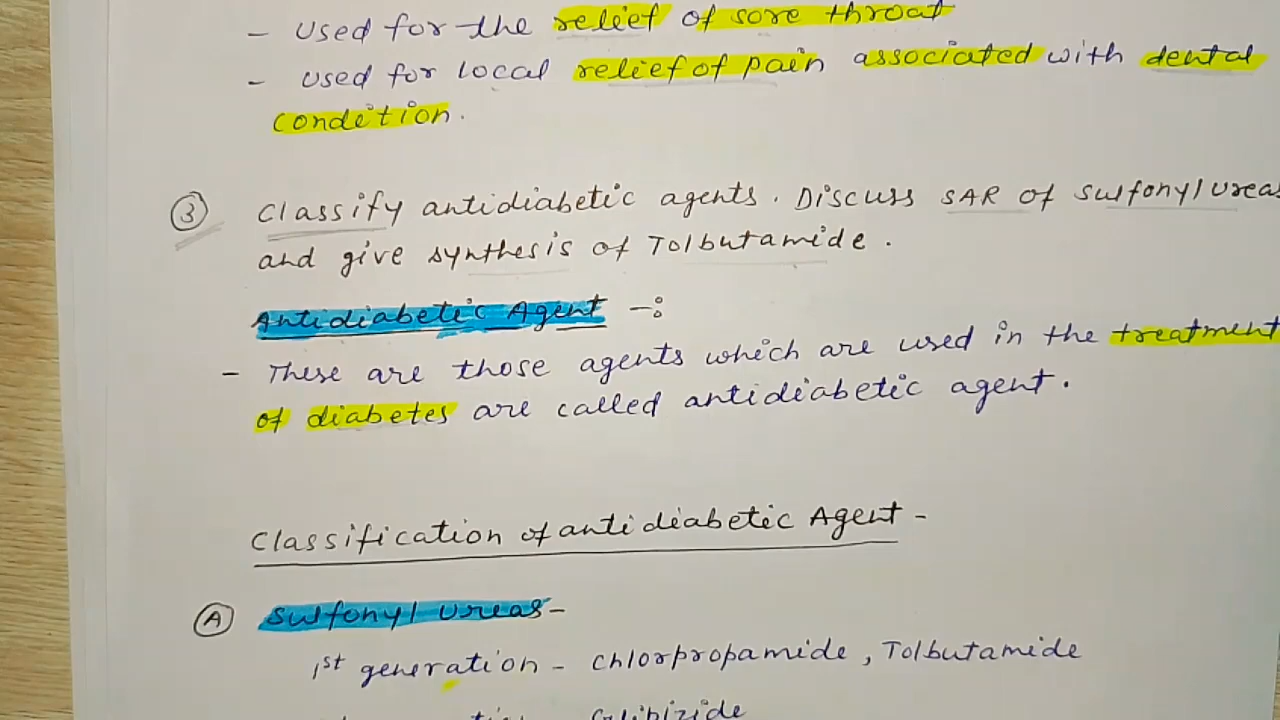 - Used for the relief of sore throat
- Used for local relief of pain associated with dental
condition.
③ Classify antidiabetic agents. Discuss SAR of sulfonylureas
and give synthesis of Tolbutamide.
Antidiabetic Agent -:
- These are those agents which are used in the treatment
of diabetes are called antidiabetic agent.
Classification of antidiabetic Agent -
Ⓐ Sulfonyl Ureas -
1st generation - Chlorpropamide, Tolbutamide
Glibizide